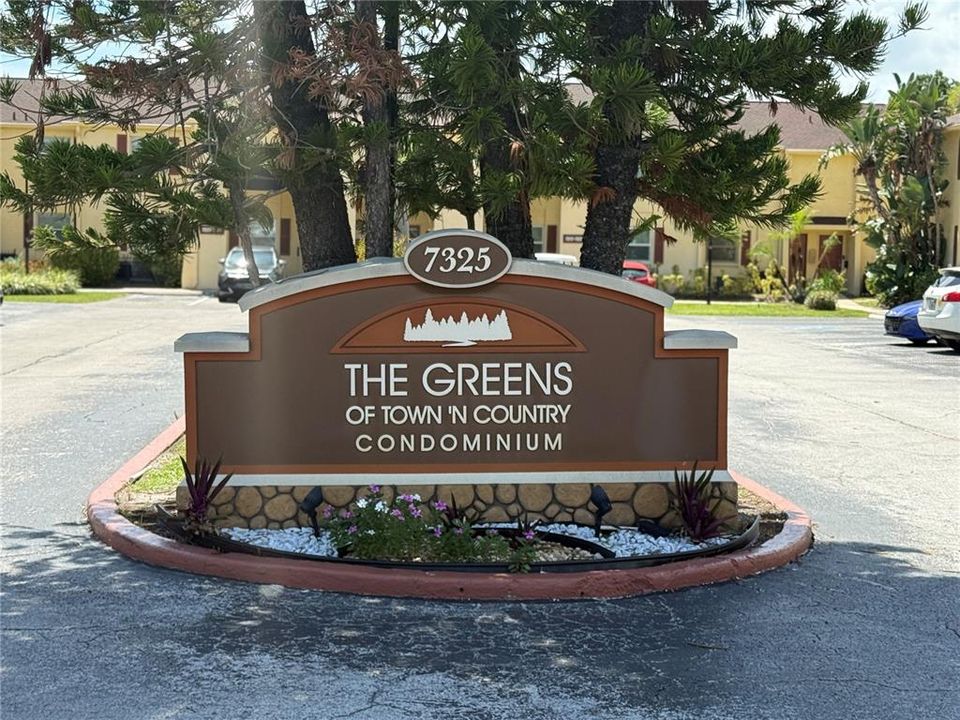 7325
THE GREENS
OF TOWN 'N COUNTRY
CONDOMINIUM